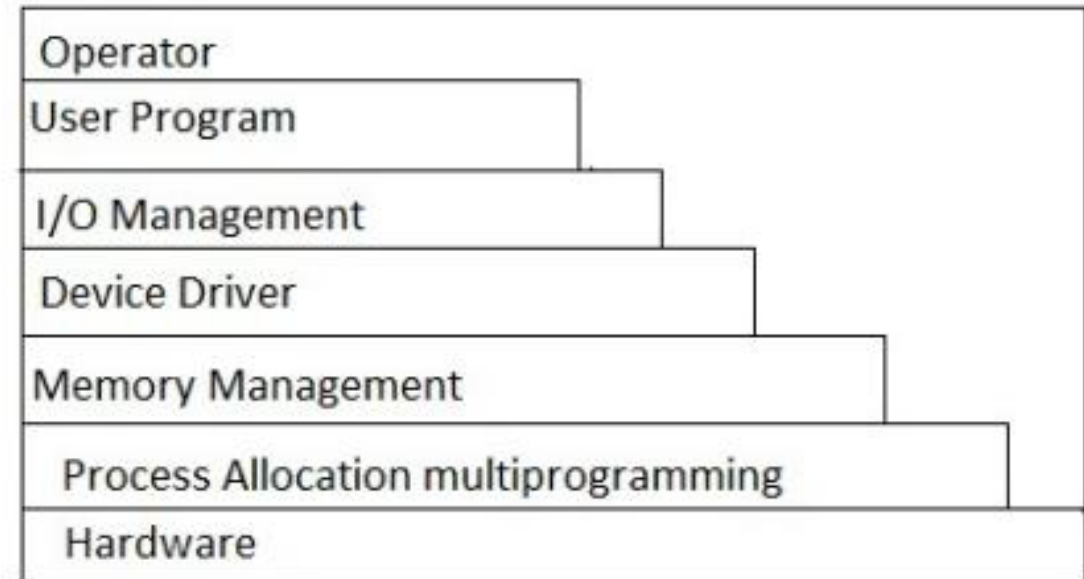 Operator
User Program
I/O Management
Device Driver
Memory Management
Process Allocation multiprogramming
Hardware